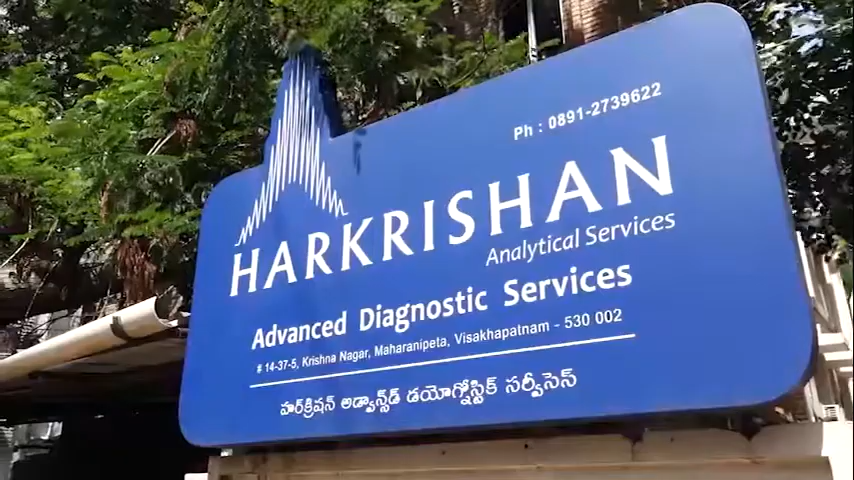 Ph : 0891-2739622
HARKRISHAN
Analytical Services
Advanced Diagnostic Services
# 14-37-5, Krishna Nagar, Maharanipeta, Visakhapatnam - 530 002
హర్‌క్రిషన్ అడ్వాన్స్‌డ్ డయోగ్నోస్టిక్ సర్వీసెస్